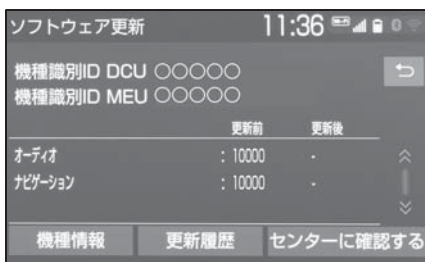 ソフトウェア更新 11:36
機種識別ID DCU ○○○○○
機種識別ID MEU ○○○○○
更新前 更新後
オーディオ : 10000 -
ナビゲーション : 10000 -
機種情報 更新履歴 センターに確認する